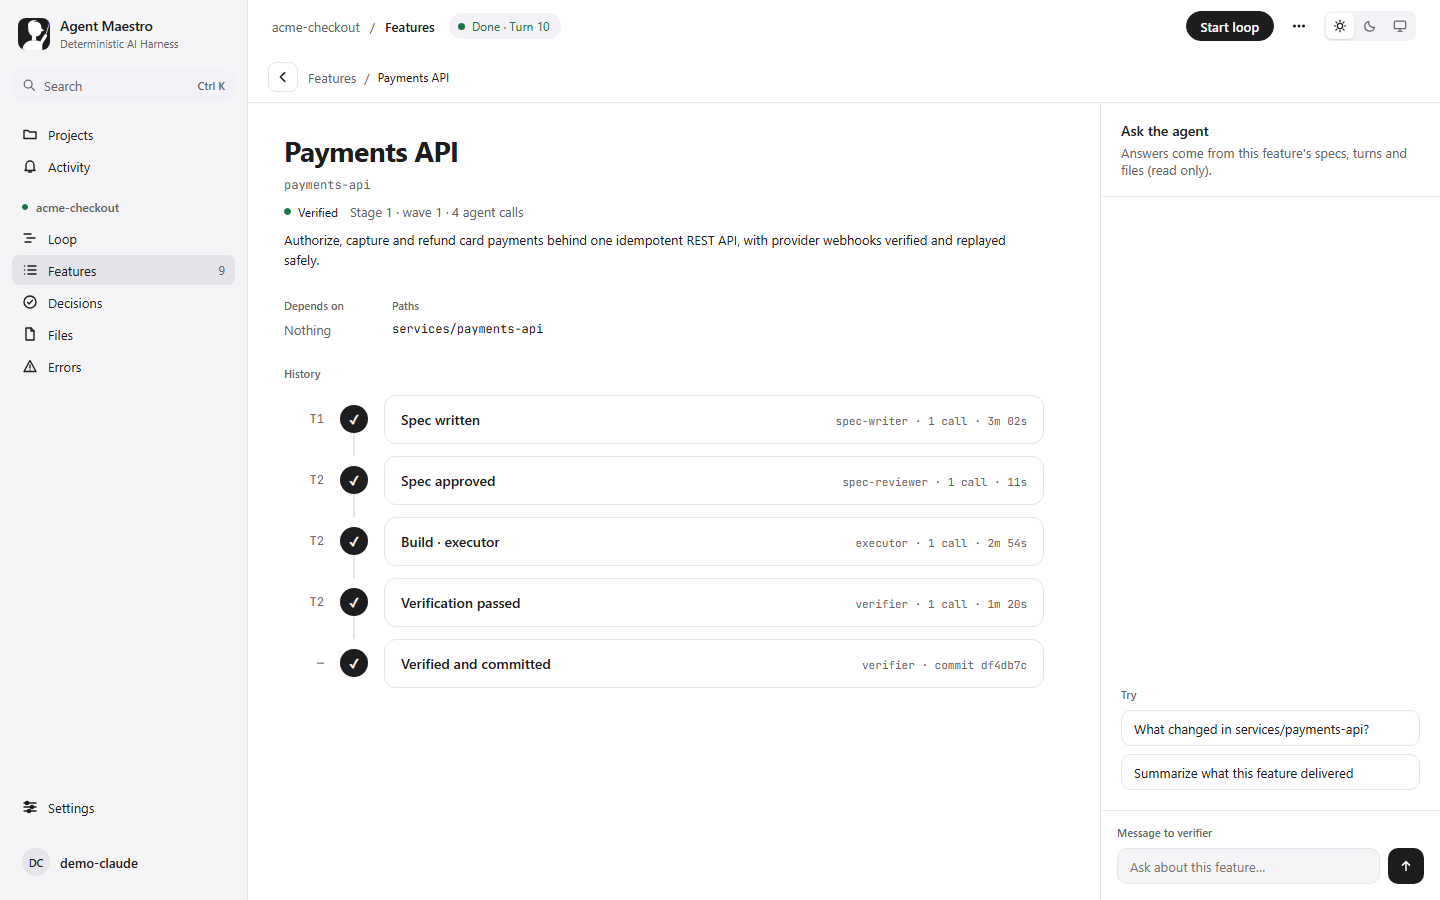 Agent Maestro
Deterministic AI Harness
Search
Ctrl K
Projects
Activity
acme-checkout
Loop
Features 9
Decisions
Files
Errors
Settings
DC demo-claude
acme-checkout / Features
Done · Turn 10
Start loop
Features / Payments API
Payments API
payments-api
Verified Stage 1 · wave 1 · 4 agent calls
Authorize, capture and refund card payments behind one idempotent REST API, with provider webhooks verified and replayed
safely.
Depends on
Nothing
Paths
services/payments-api
History
T1 Spec written spec-writer · 1 call · 3m 02s
T2 Spec approved spec-reviewer · 1 call · 11s
T2 Build · executor executor · 1 call · 2m 54s
T2 Verification passed verifier · 1 call · 1m 20s
– Verified and committed verifier · commit df4db7c
Ask the agent
Answers come from this feature's specs, turns and
files (read only).
Try
What changed in services/payments-api?
Summarize what this feature delivered
Message to verifier
Ask about this feature...